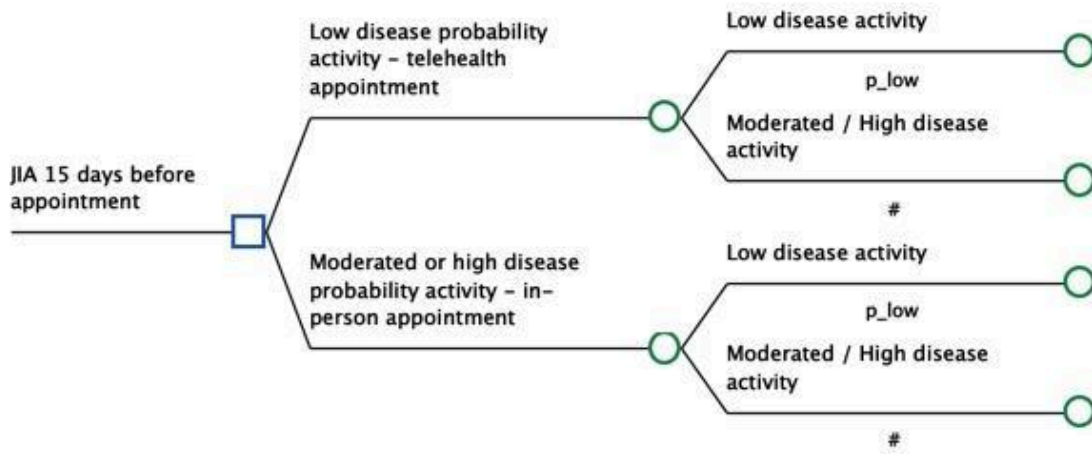 Low disease activity
Low disease probability
activity – telehealth
appointment
p_low
Moderated / High disease
activity
JIA 15 days before
appointment
#
Low disease activity
Moderated or high disease
probability activity – in-
person appointment
p_low
Moderated / High disease
activity
#